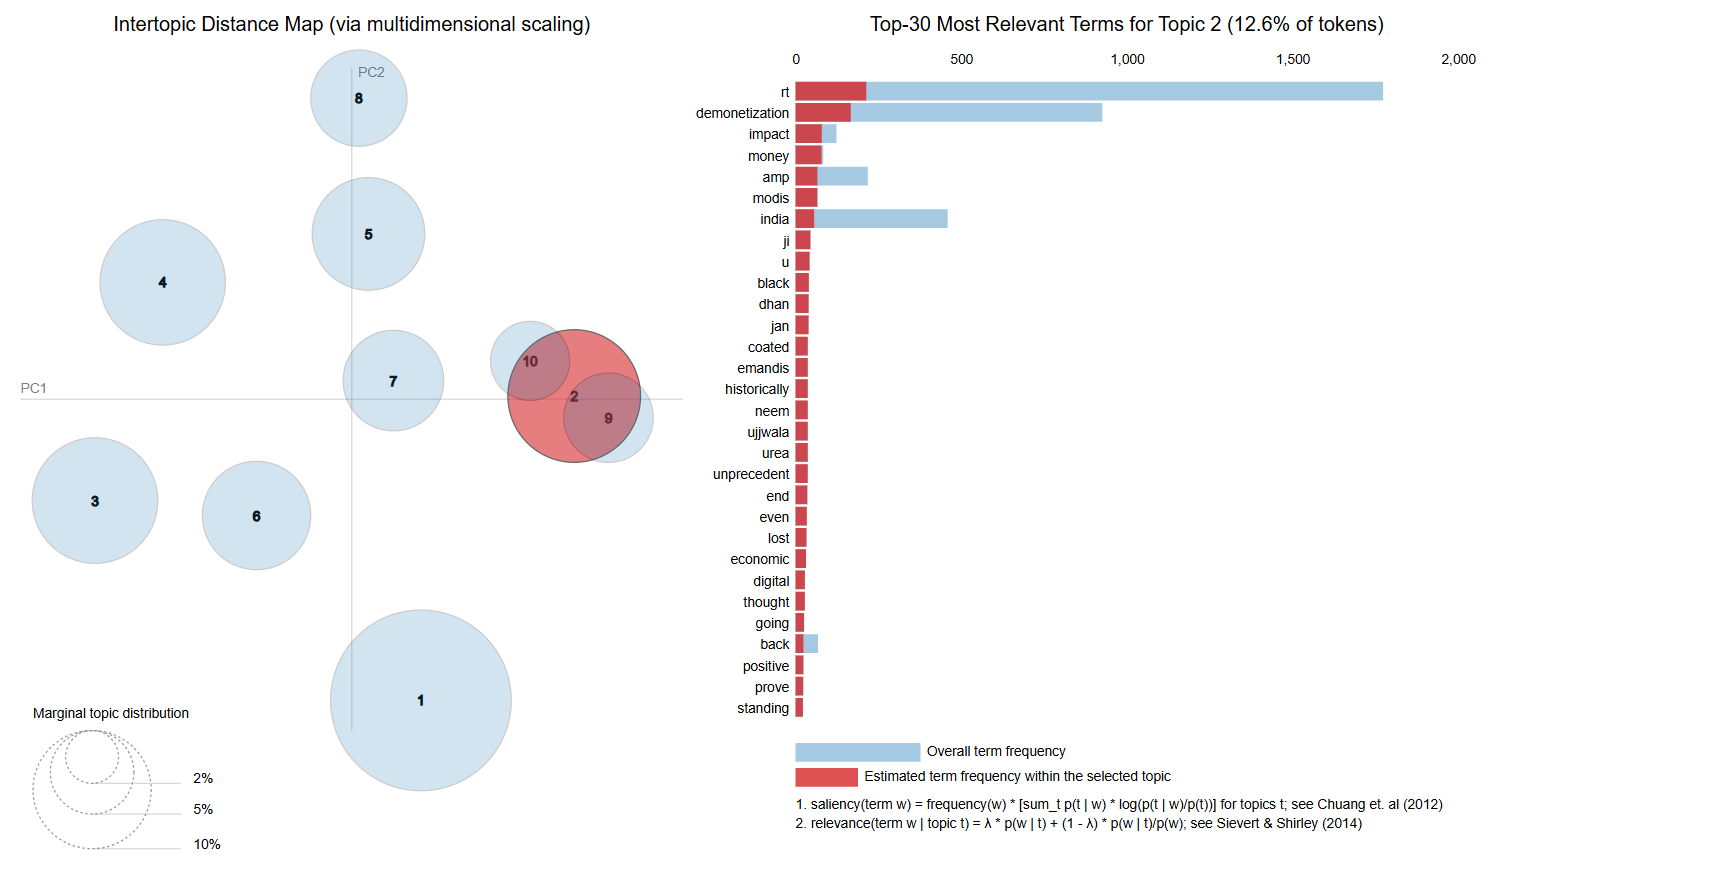 Intertopic Distance Map (via multidimensional scaling)
PC2
8
5
4
10
7
2
PC1
9
3
6
1
Marginal topic distribution
2%
5%
10%
Top-30 Most Relevant Terms for Topic 2 (12.6% of tokens)
0 500 1,000 1,500 2,000
rt
demonetization
impact
money
amp
modis
india
ji
u
black
dhan
jan
coated
emandis
historically
neem
ujjwala
urea
unprecedent
end
even
lost
economic
digital
thought
going
back
positive
prove
standing
Overall term frequency
Estimated term frequency within the selected topic
1. saliency(term w) = frequency(w) * [sum_t p(t | w) * log(p(t | w)/p(t))] for topics t; see Chuang et. al (2012)
2. relevance(term w | topic t) = λ * p(w | t) + (1 - λ) * p(w | t)/p(w); see Sievert & Shirley (2014)